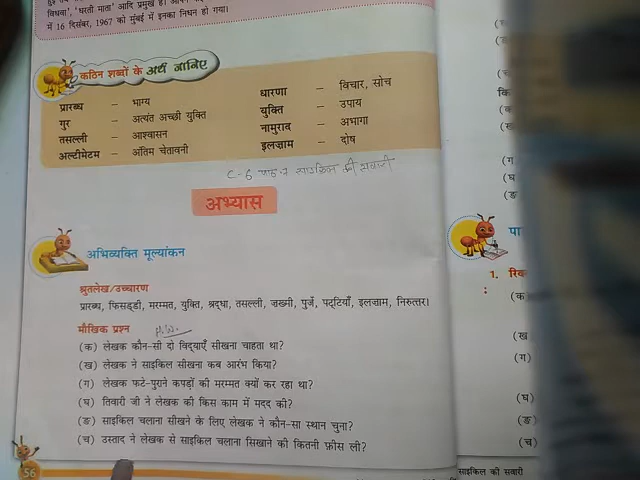 विधवा', 'धरती माता' आदि प्रमुख हैं।
में 16 दिसंबर, 1967 को मुंबई में इनका निधन हो गया।
कठिन शब्दों के अर्थ जानिए
प्रारब्ध – भाग्य
गुर – अत्यंत अच्छी युक्ति
तसल्ली – आश्वासन
अल्टीमेटम – अंतिम चेतावनी
धारणा – विचार, सोच
युक्ति – उपाय
नामुराद – अभागा
इलज़ाम – दोष
C-6 पाठ साइकिल की सवारी
अभ्यास
अभिव्यक्ति मूल्यांकन
श्रुतलेख/उच्चारण
प्रारब्ध, फिसड्डी, मरम्मत, युक्ति, श्रद्धा, तसल्ली, ज़ख्मी, पुर्जे, पट्टियाँ, इलज़ाम, निरुत्तर।
मौखिक प्रश्न H.W.
(क) लेखक कौन-सी दो विद्याएँ सीखना चाहता था?
(ख) लेखक ने साइकिल सीखना कब आरंभ किया?
(ग) लेखक फटे-पुराने कपड़ों की मरम्मत क्यों कर रहा था?
(घ) तिवारी जी ने लेखक की किस काम में मदद की?
(ङ) साइकिल चलाना सीखने के लिए लेखक ने कौन-सा स्थान चुना?
(च) उस्ताद ने लेखक से साइकिल चलाना सिखाने की कितनी फ़ीस ली?
56
(ग
(घ
(ङ
पा
1. रिक
(क)
(ख
(ग)
(घ)
(ङ)
(च)
साइकिल की सवारी